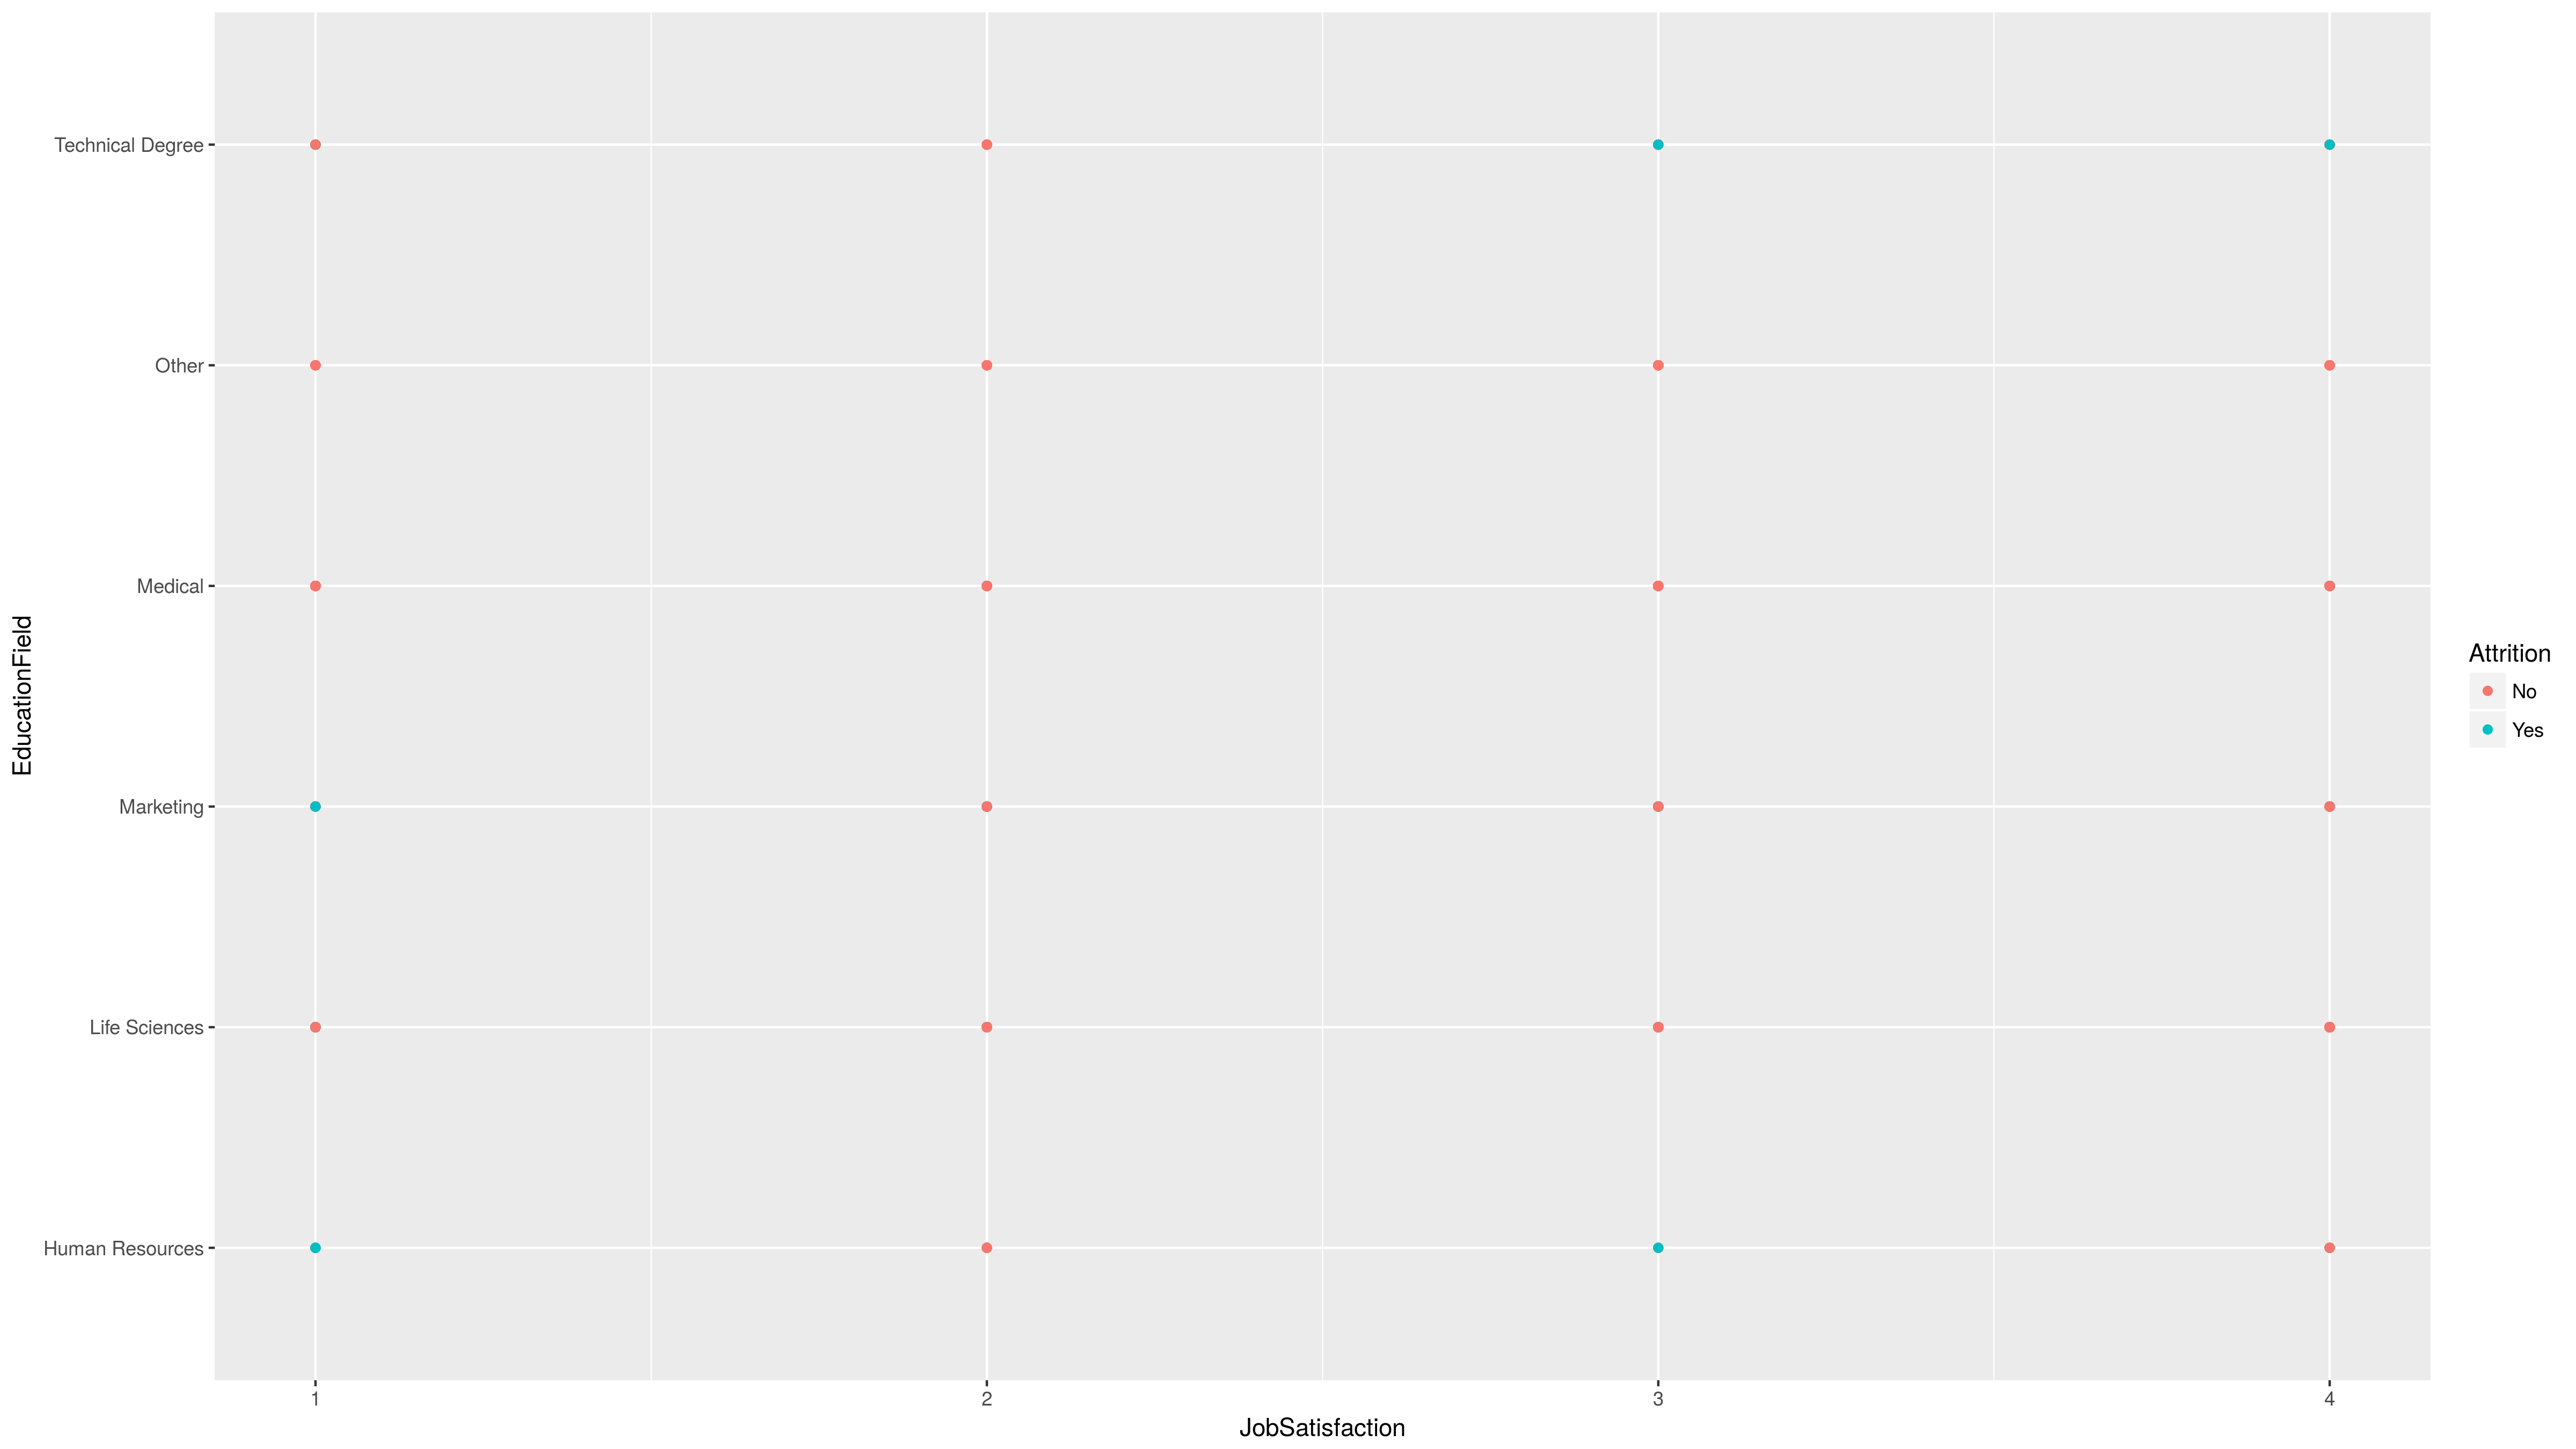 Technical Degree
Other
Medical
Marketing
Life Sciences
Human Resources
EducationField
1
2
3
4
JobSatisfaction
Attrition
No
Yes